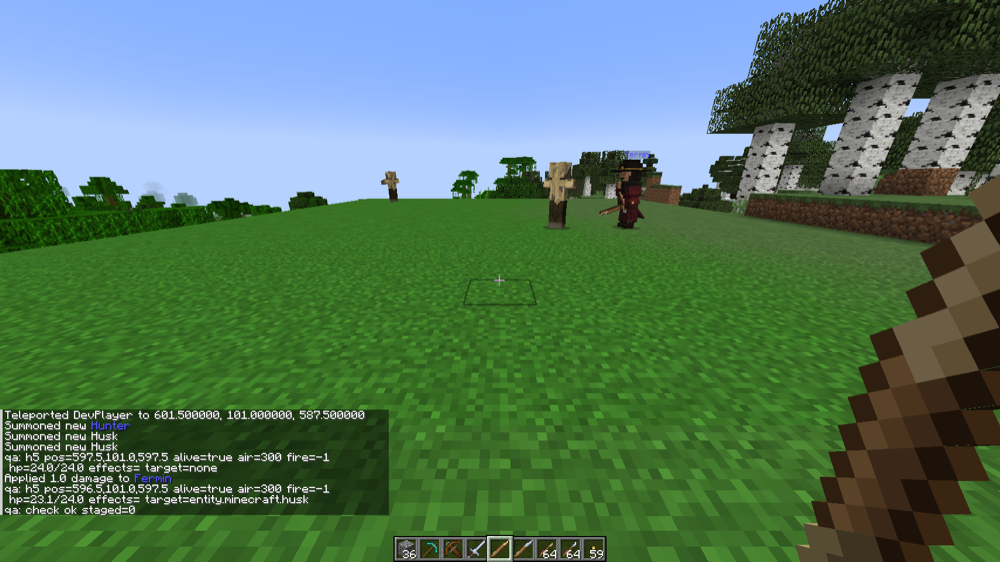 Teleported DevPlayer to 601.500000, 101.000000, 587.500000
Summoned new Hunter
Summoned new Husk
Summoned new Husk
qa: h5 pos=597.5,101.0,597.5 alive=true air=300 fire=-1
hp=24.0/24.0 effects= target=none
Applied 1.0 damage to Fermin
qa: h5 pos=596.5,101.0,597.5 alive=true air=300 fire=-1
hp=23.1/24.0 effects= target=entity.minecraft.husk
qa: check ok staged=0
36 64 64 59